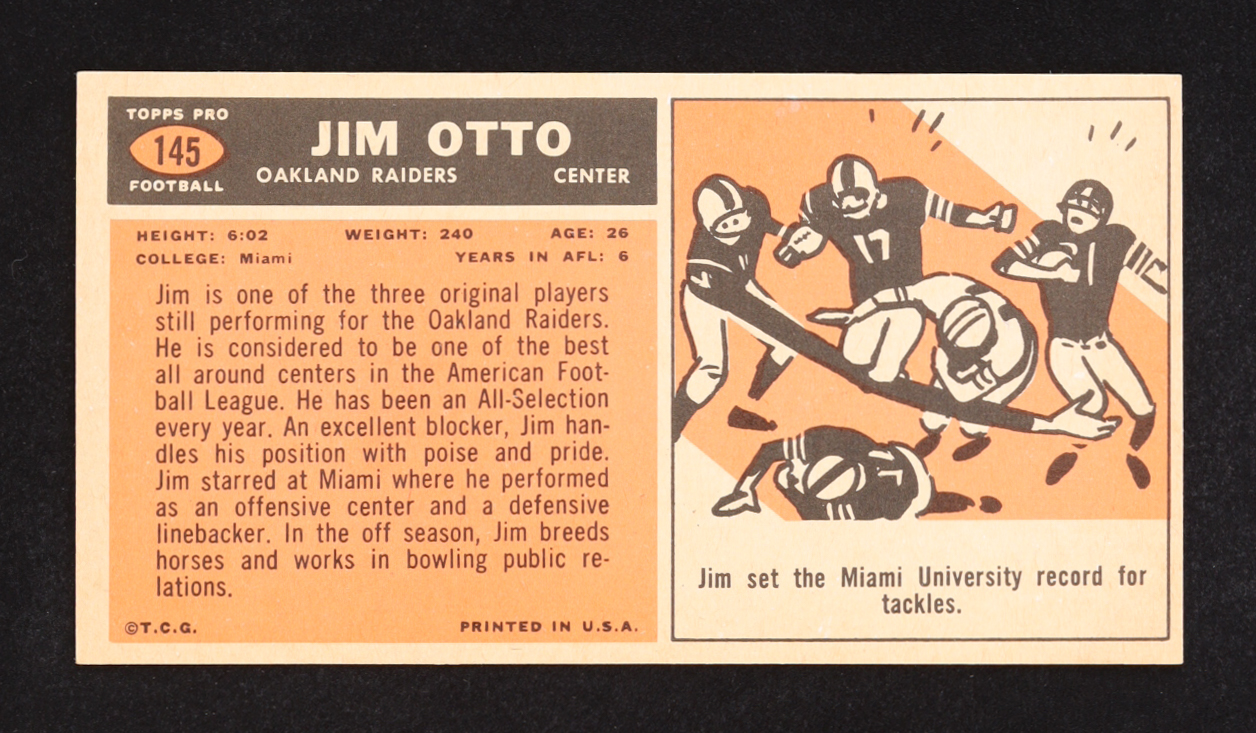 TOPPS PRO
145
FOOTBALL
JIM OTTO
OAKLAND RAIDERS CENTER
HEIGHT: 6:02 WEIGHT: 240 AGE: 26
COLLEGE: Miami YEARS IN AFL: 6
Jim is one of the three original players
still performing for the Oakland Raiders.
He is considered to be one of the best
all around centers in the American Foot-
ball League. He has been an All-Selection
every year. An excellent blocker, Jim han-
dles his position with poise and pride.
Jim starred at Miami where he performed
as an offensive center and a defensive
linebacker. In the off season, Jim breeds
horses and works in bowling public re-
lations.
©T.C.G. PRINTED IN U.S.A.
17
Jim set the Miami University record for
tackles.